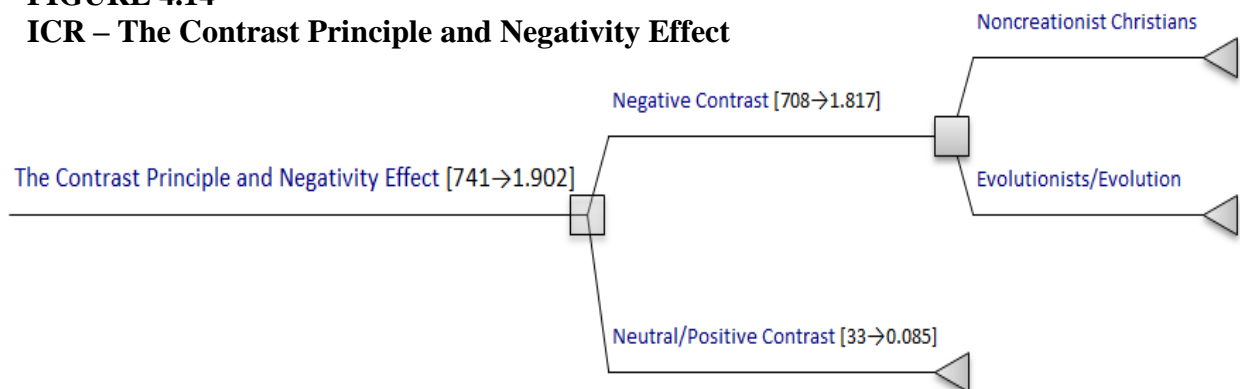 FIGURE 4.14
ICR – The Contrast Principle and Negativity Effect
Noncreationist Christians
Negative Contrast [708→1.817]
The Contrast Principle and Negativity Effect [741→1.902]
Evolutionists/Evolution
Neutral/Positive Contrast [33→0.085]